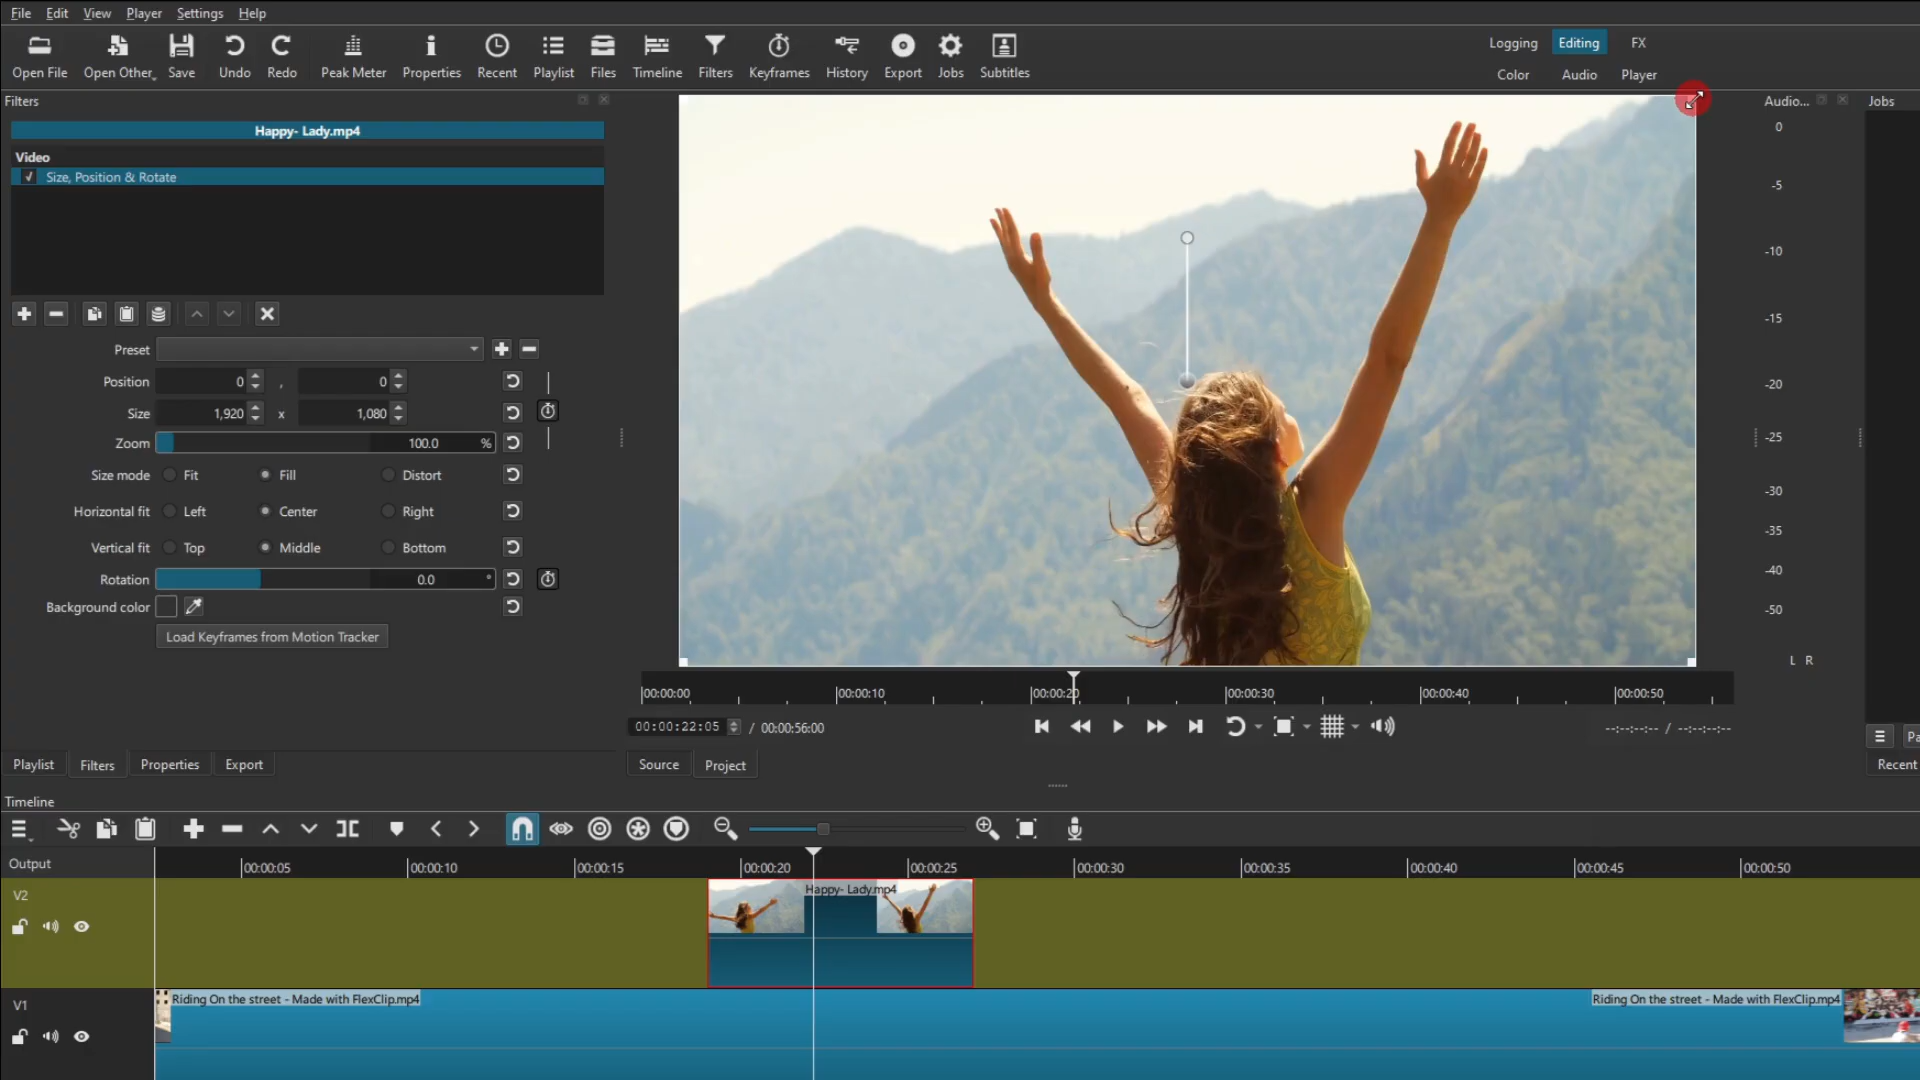 File Edit View Player Settings Help
Open File Open Other Save Undo Redo Peak Meter Properties Recent Playlist Files Timeline Filters Keyframes History Export Jobs Subtitles
Logging Editing FX
Color Audio Player
Filters
Audio... Jobs
Happy- Lady.mp4
Video
Size, Position & Rotate
Preset
Position 0 , 0
Size 1,920 x 1,080
Zoom 100.0 %
Size mode Fit Fill Distort
Horizontal fit Left Center Right
Vertical fit Top Middle Bottom
Rotation 0.0 °
Background color
Load Keyframes from Motion Tracker
0
-5
-10
-15
-20
-25
-30
-35
-40
-50
L R
00:00:00 00:00:10 00:00:20 00:00:30 00:00:40 00:00:50
00:00:22:05 / 00:00:56:00 --:--:--:-- / --:--:--:--
Pa
Playlist Filters Properties Export
Source Project
Recent
Timeline
Output
00:00:05 00:00:10 00:00:15 00:00:20 00:00:25 00:00:30 00:00:35 00:00:40 00:00:45 00:00:50
V2
Happy- Lady.mp4
V1
Riding On the street - Made with FlexClip.mp4
Riding On the street - Made with FlexClip.mp4